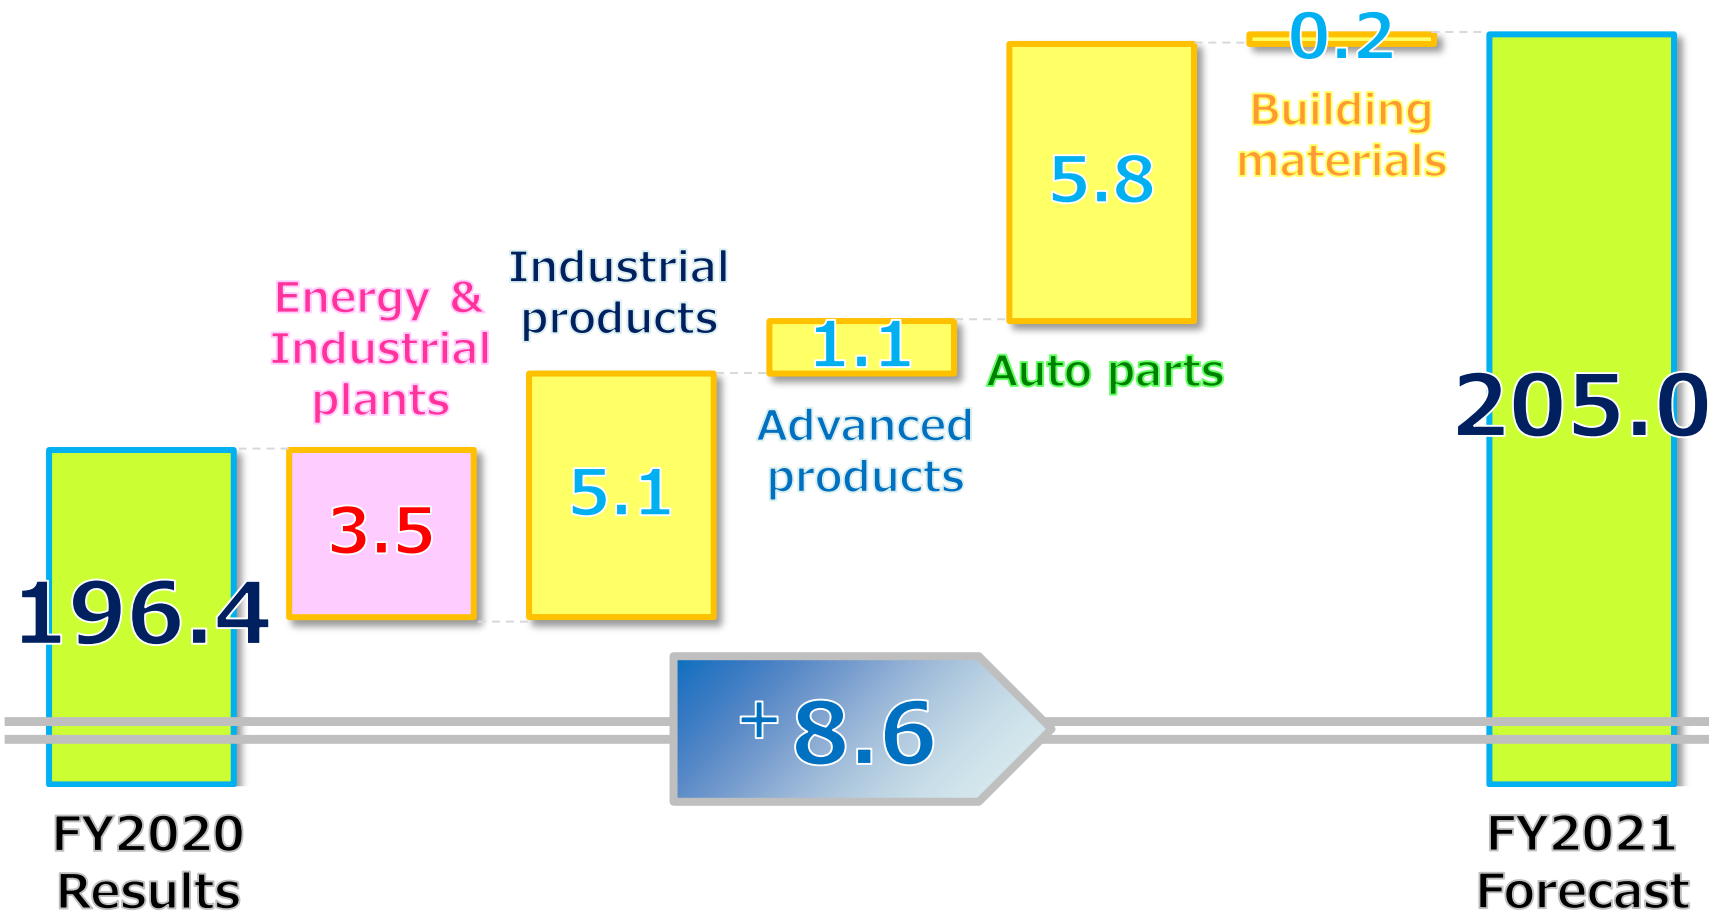 0.2
Building
materials
5.8
Industrial
products
Energy &
Industrial
plants
1.1
Auto parts
205.0
Advanced
products
5.1
3.5
196.4
+8.6
FY2020
Results
FY2021
Forecast